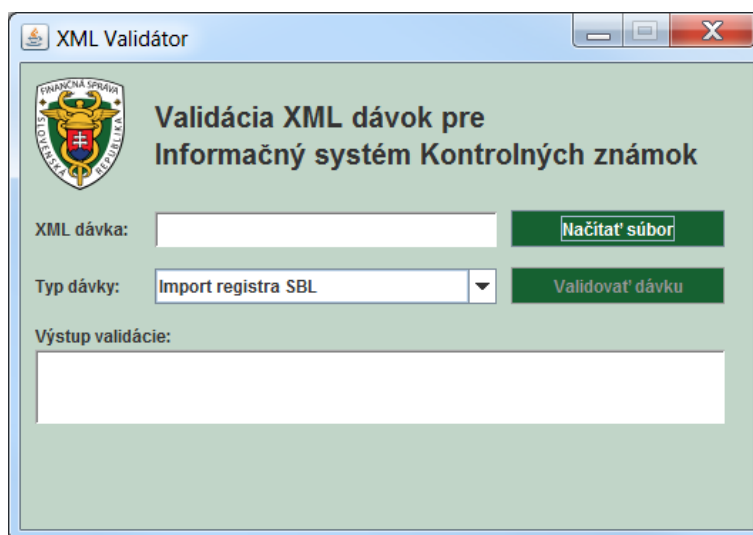 XML Validátor
FINANČNÁ SPRÁVA
SLOVENSKÁ REPUBLIKA
Validácia XML dávok pre
Informačný systém Kontrolných známok
XML dávka:
Načítať súbor
Typ dávky:
Import registra SBL
Validovať dávku
Výstup validácie: